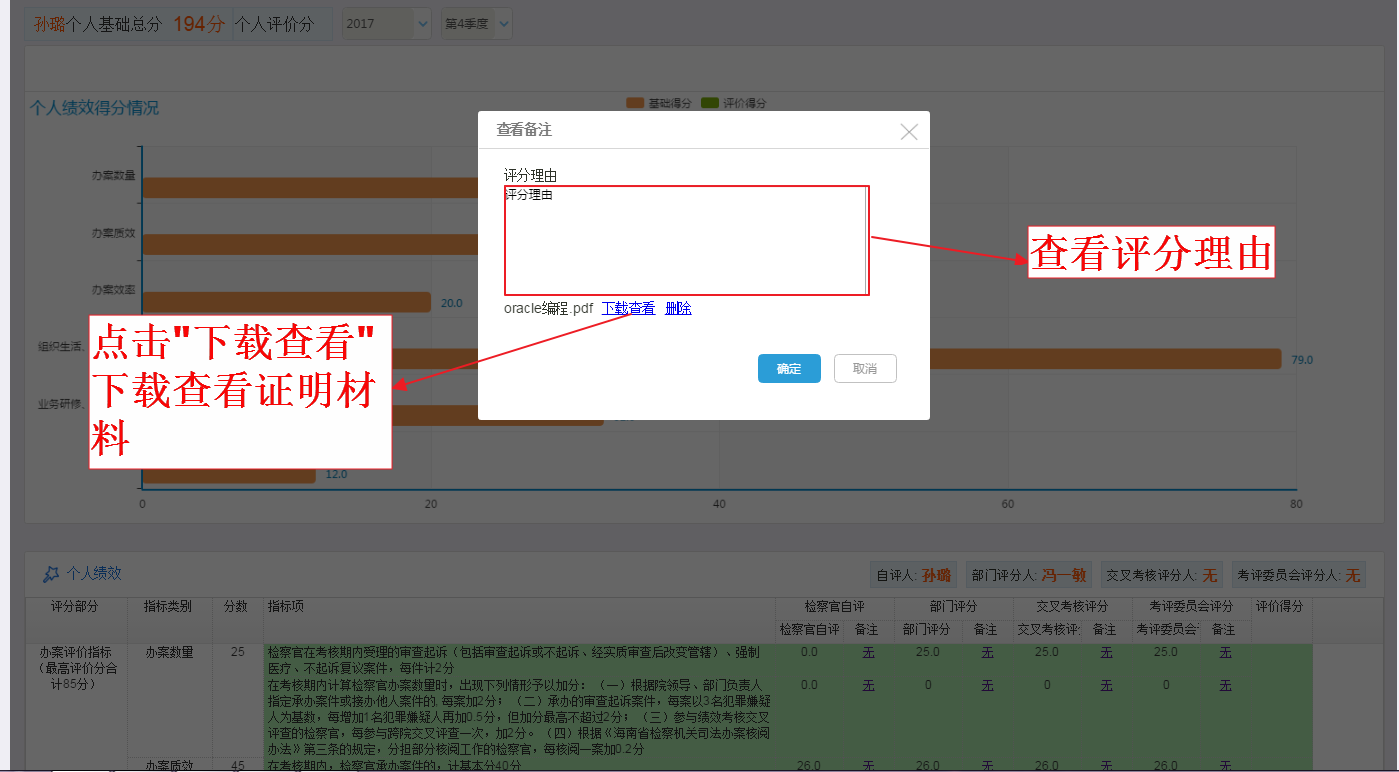 孙璐个人基础总分 194分 个人评价分 2017 第4季度
个人绩效得分情况
基础得分 评价得分
查看备注
评分理由
评分理由
办案数量
办案质效
办案效率 20.0
组织生活、 79.0
业务研修、
12.0
0 20 40 60 80
oracle编程.pdf 下载查看 删除
确定 取消
查看评分理由
点击"下载查看"
下载查看证明材
料
个人绩效 自评人: 孙璐 部门评分人: 冯一敏 交叉考核评分人: 无 考评委员会评分人: 无
评分部分 指标类别 分数 指标项 检察官自评 部门评分 交叉考核评分 考评委员会评分 评价得分
检察官自评 备注 部门评分 备注 交叉考核评分 备注 考评委员会评 备注
办案评价指标 办案数量 25 检察官在考核期内受理的审查起诉（包括审查起诉或不起诉、经实质审查后改变管辖）、强制 0.0 无 25.0 无 25.0 无 25.0 无
（最高评价分合 医疗、不起诉复议案件，每件计2分
计85分） 在考核期内计算检察官办案数量时，出现下列情形予以加分：（一）根据院领导、部门负责人 0.0 无 0 无 0 无 0 无
指定承办案件或接办他人案件的, 每案加2分；（二）承办的审查起诉案件，每案以3名犯罪嫌疑
人为基数，每增加1名犯罪嫌疑人再加0.5分，但加分最高不超过2分；（三）参与绩效考核交叉
评查的检察官，每参与跨院交叉评查一次，加2分。（四）根据《海南省检察机关司法办案核阅
办法》第三条的规定，分担部分核阅工作的检察官，每核阅一案加0.2分
办案质效 45 在考核期内，检察官承办案件的，计基本分40分 26.0 无 26.0 无 26.0 无 26.0 无